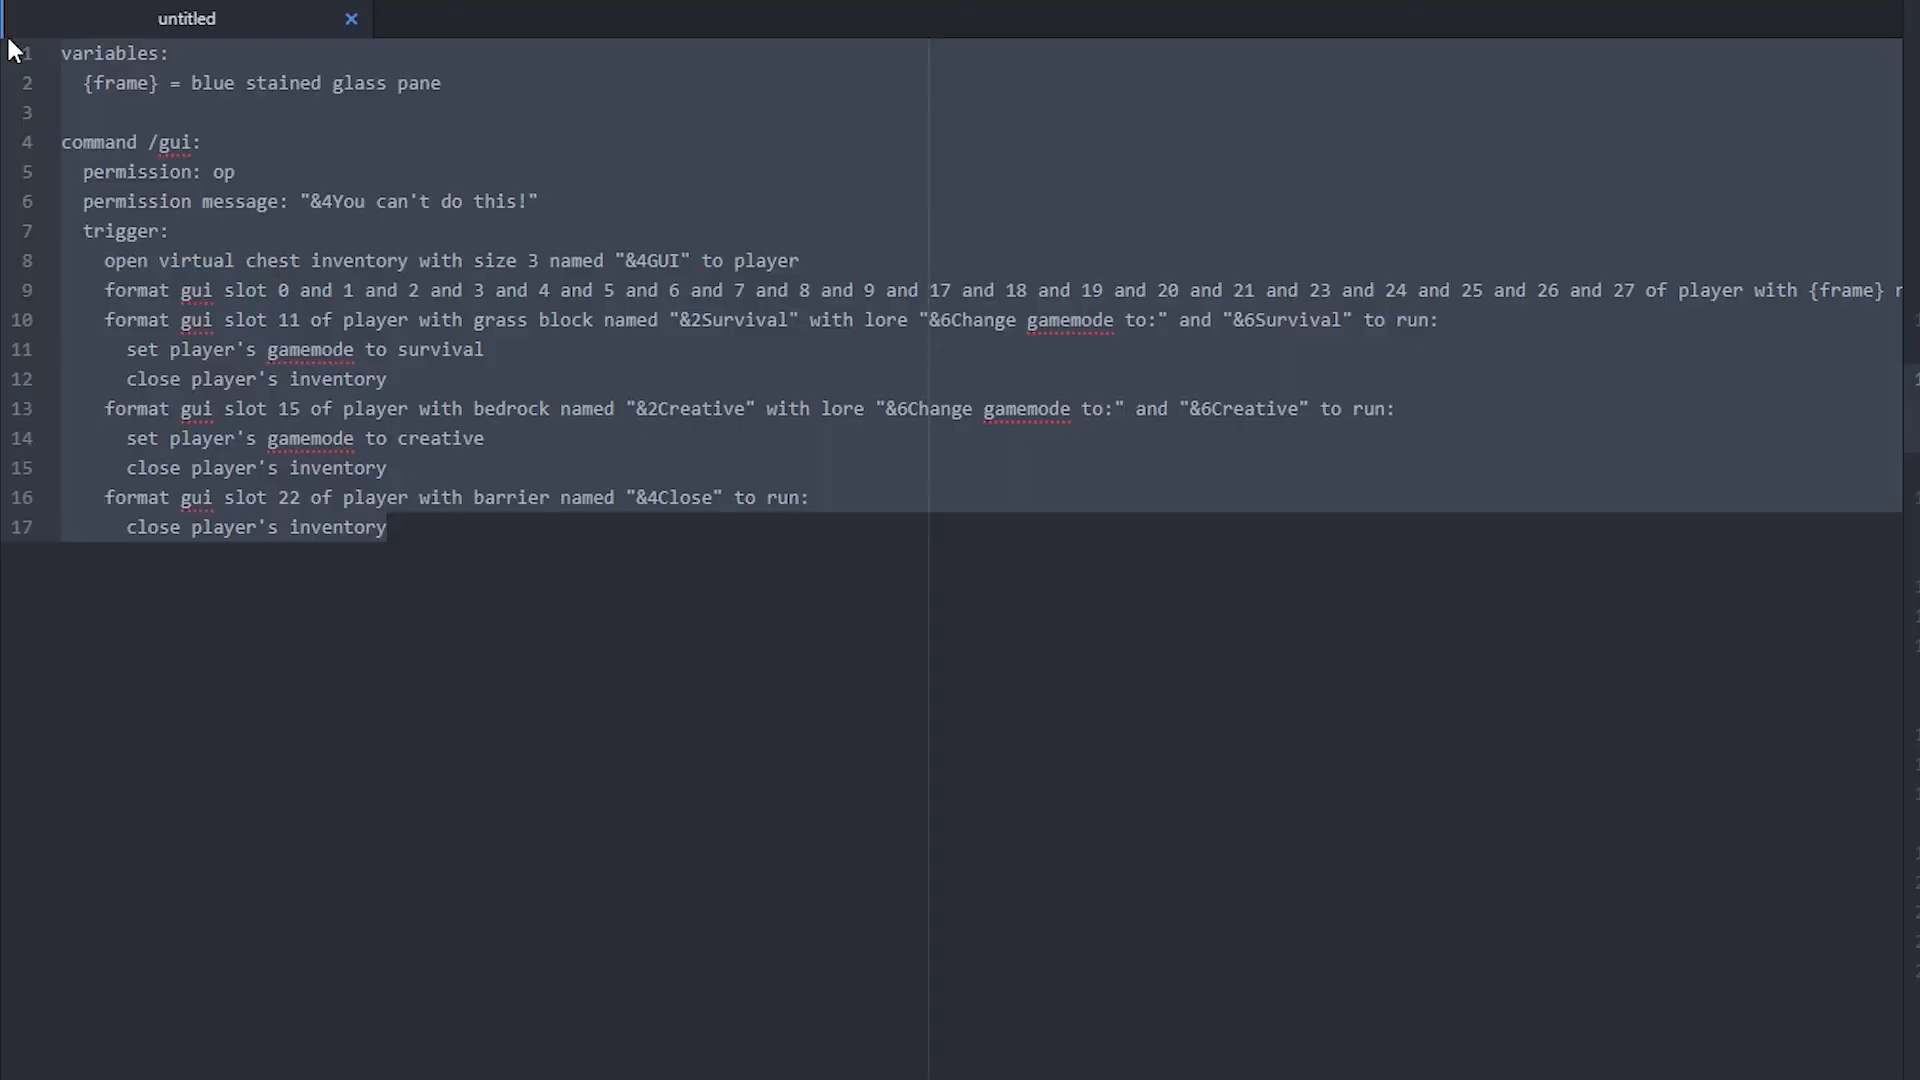 untitled
1 variables:
2   {frame} = blue stained glass pane
3
4 command /gui:
5   permission: op
6   permission message: "&4You can't do this!"
7   trigger:
8     open virtual chest inventory with size 3 named "&4GUI" to player
9     format gui slot 0 and 1 and 2 and 3 and 4 and 5 and 6 and 7 and 8 and 9 and 17 and 18 and 19 and 20 and 21 and 23 and 24 and 25 and 26 and 27 of player with {frame}
10     format gui slot 11 of player with grass block named "&2Survival" with lore "&6Change gamemode to:" and "&6Survival" to run:
11       set player's gamemode to survival
12       close player's inventory
13     format gui slot 15 of player with bedrock named "&2Creative" with lore "&6Change gamemode to:" and "&6Creative" to run:
14       set player's gamemode to creative
15       close player's inventory
16     format gui slot 22 of player with barrier named "&4Close" to run:
17       close player's inventory